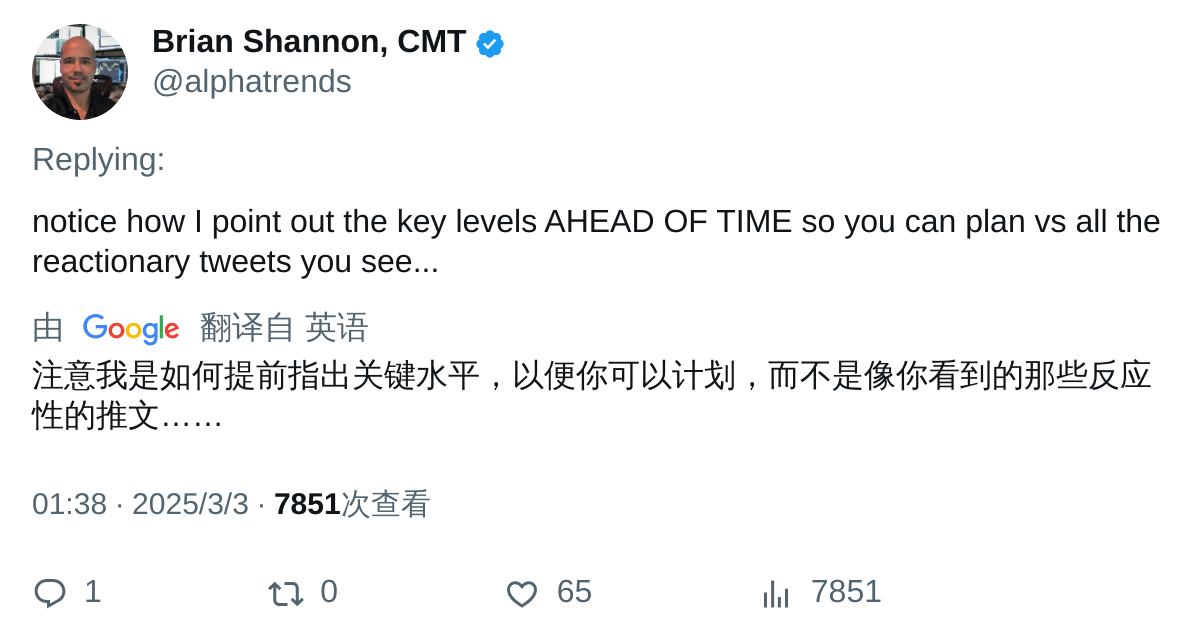 Brian Shannon, CMT
@alphatrends
Replying:
notice how I point out the key levels AHEAD OF TIME so you can plan vs all the
reactionary tweets you see...
由 Google 翻译自 英语
注意我是如何提前指出关键水平，以便你可以计划，而不是像你看到的那些反应
性的推文……
01:38 · 2025/3/3 · 7851次查看
1 0 65 7851